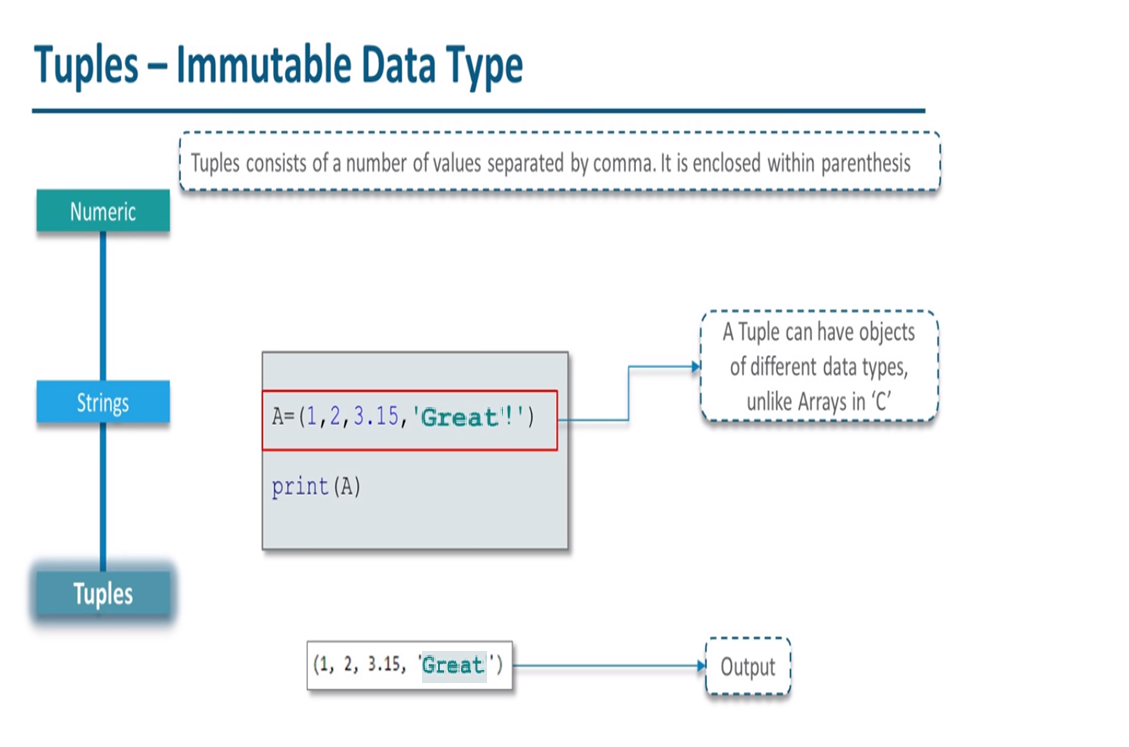 Tuples – Immutable Data Type
Tuples consists of a number of values separated by comma. It is enclosed within parenthesis
Numeric
Strings
Tuples
A=(1,2,3.15,'Great'!')
print(A)
A Tuple can have objects
of different data types,
unlike Arrays in ‘C’
(1, 2, 3.15, 'Great')
Output